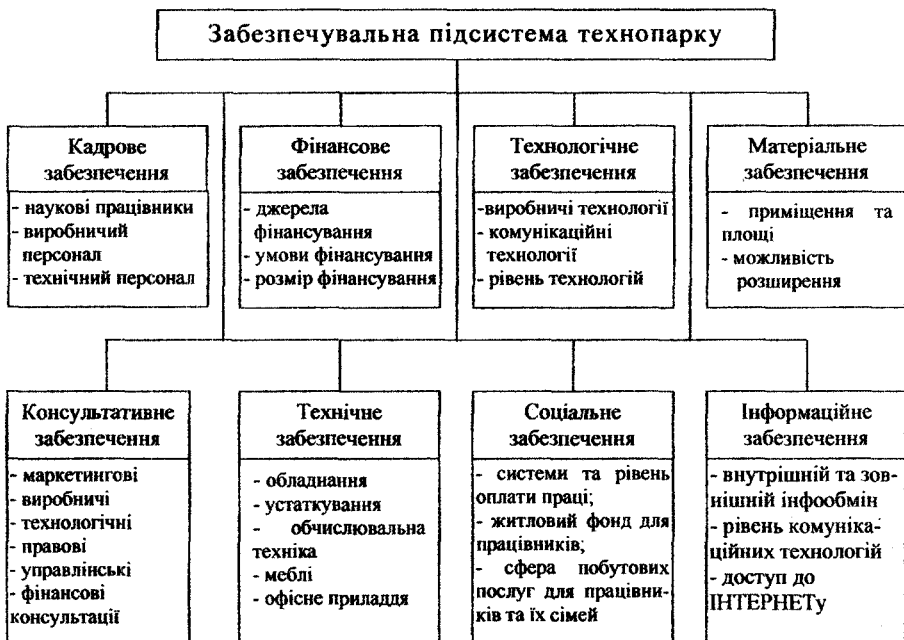 Забезпечувальна підсистема технопарку
Кадрове
забезпечення
- наукові працівники
- виробничий
персонал
- технічний персонал
Фінансове
забезпечення
- джерела
фінансування
- умови фінансування
- розмір фінансування
Технологічне
забезпечення
-виробничі технології
- комунікаційні
технології
- рівень технологій
Матеріальне
забезпечення
- приміщення та
площі
- можливість
розширення
Консультативне
забезпечення
- маркетингові
- виробничі
- технологічні
- правові
- управлінські
- фінансові
консультації
Технічне
забезпечення
- обладнання
- устаткування
- обчислювальна
техніка
- меблі
- офісне приладдя
Соціальне
забезпечення
- системи та рівень
оплати праці;
- житловий фонд для
працівників;
- сфера побутових
послуг для працівни-
ків та їх сімей
Інформаційне
забезпечення
- внутрішній та зов-
нішній інфообмін
- рівень комуніка-
ційних технологій
- доступ до
ІНТЕРНЕТу